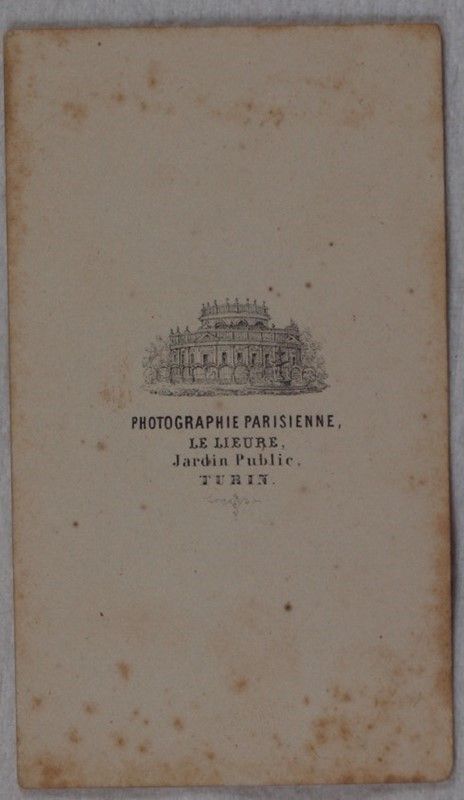 PHOTOGRAPHIE PARISIENNE,
LE LIEURE,
Jardin Public,
TURIN.